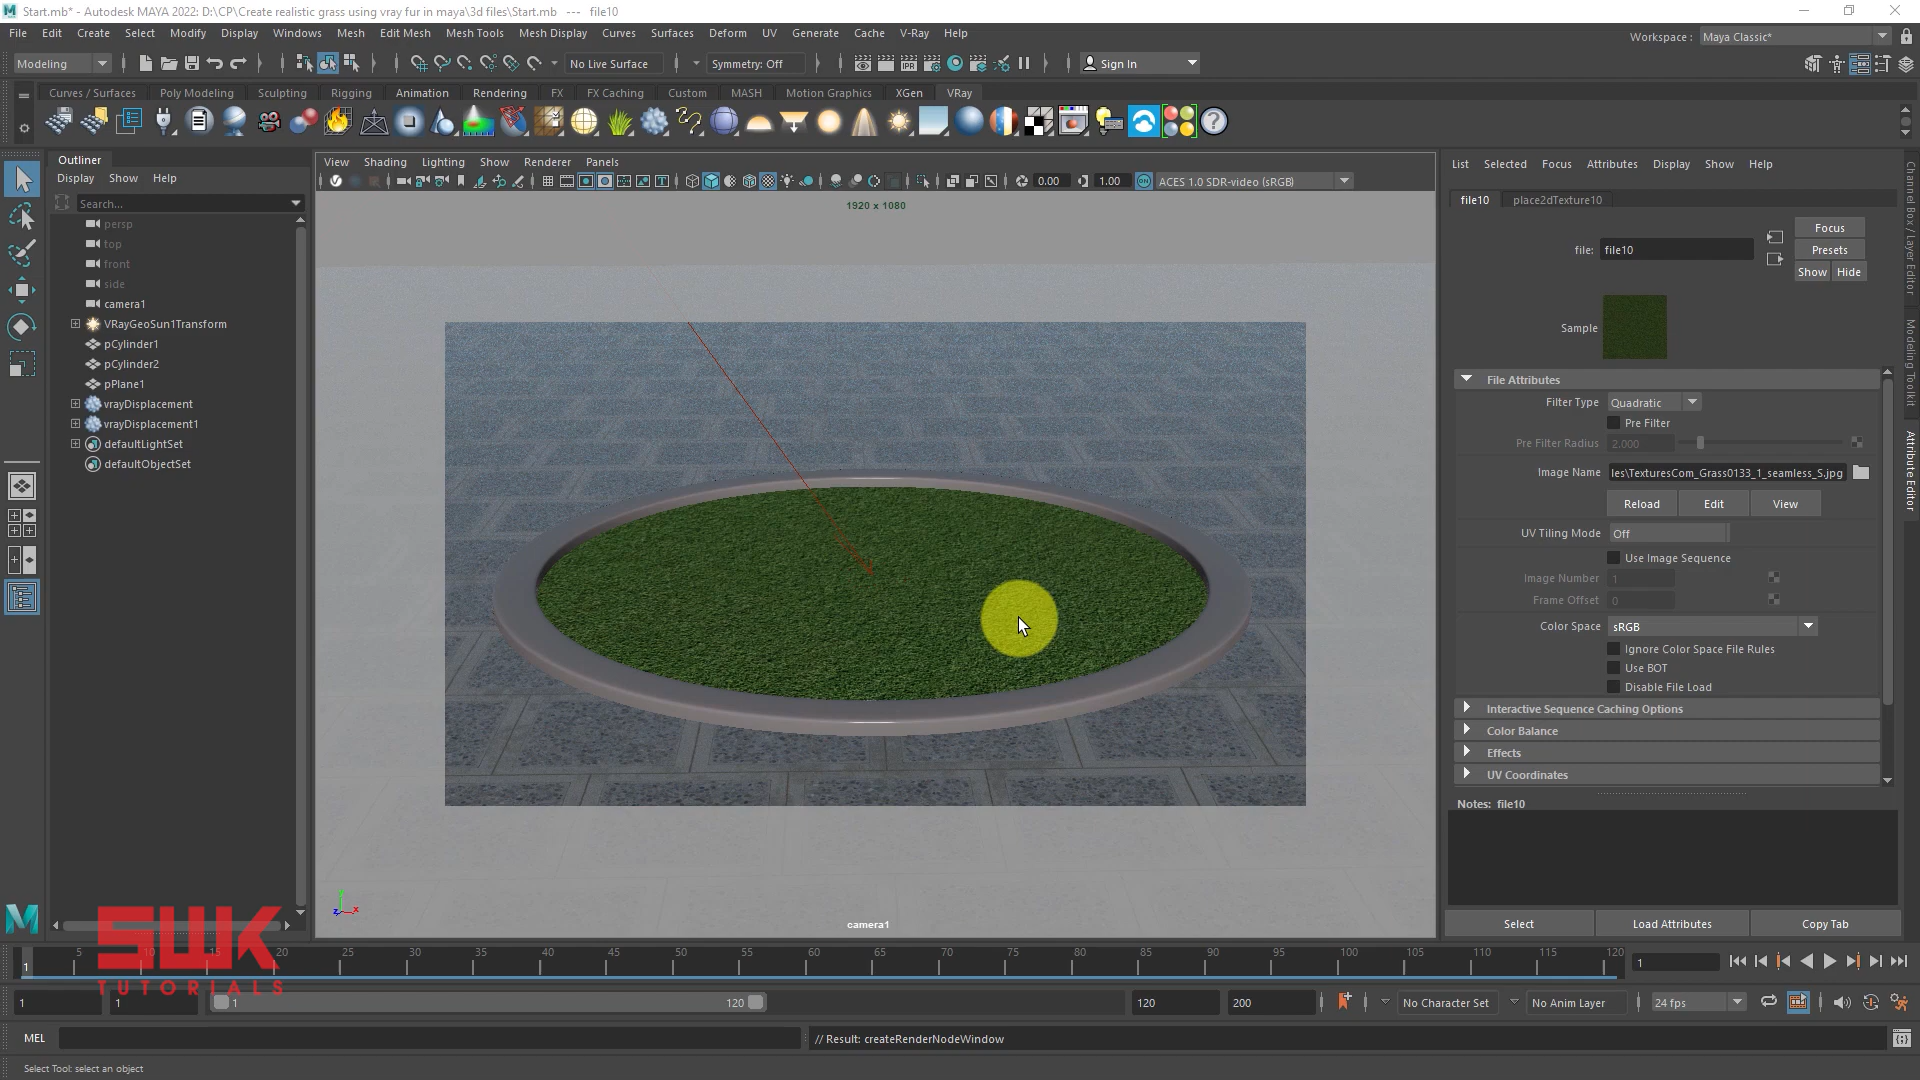 Start.mb* - Autodesk MAYA 2022: D:\CP\Create realistic grass using vray fur in maya\3d files\Start.mb --- file10
File Edit Create Select Modify Display Windows Mesh Edit Mesh Mesh Tools Mesh Display Curves Surfaces Deform UV Generate Cache V-Ray Help
Workspace : Maya Classic*
Modeling No Live Surface Symmetry: Off Sign In
Curves / Surfaces Poly Modeling Sculpting Rigging Animation Rendering FX FX Caching Custom MASH Motion Graphics XGen VRay
Outliner
Display Show Help
Search...
persp
top
front
side
camera1
VRayGeoSun1Transform
pCylinder1
pCylinder2
pPlane1
vrayDisplacement
vrayDisplacement1
defaultLightSet
defaultObjectSet
View Shading Lighting Show Renderer Panels
0.00 1.00 ACES 1.0 SDR-video (sRGB)
1920 x 1080
camera1
List Selected Focus Attributes Display Show Help
file10 place2dTexture10
file: file10
Focus
Presets
Show Hide
Sample
File Attributes
Filter Type Quadratic
Pre Filter
Pre Filter Radius 2.000
Image Name les\TexturesCom_Grass0133_1_seamless_S.jpg
Reload Edit View
UV Tiling Mode Off
Use Image Sequence
Image Number 1
Frame Offset 0
Color Space sRGB
Ignore Color Space File Rules
Use BOT
Disable File Load
Interactive Sequence Caching Options
Color Balance
Effects
UV Coordinates
Notes: file10
Select Load Attributes Copy Tab
Channel Box / Layer Editor
Modeling Toolkit
Attribute Editor
SWK
TUTORIALS
5 10 15 20 25 30 35 40 45 50 55 60 65 70 75 80 85 90 95 100 105 110 115 120
1 1
1 1 1 120 120 200 No Character Set No Anim Layer 24 fps
MEL // Result: createRenderNodeWindow
Select Tool: select an object